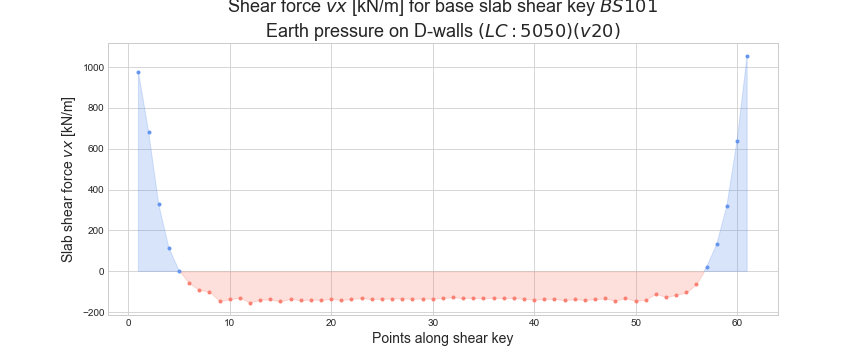 Shear force vx [kN/m] for base slab shear key BS101
Earth pressure on D-walls (LC : 5050)(v20)
1000
800
600
400
200
0
−200
Slab shear force vx [kN/m]
0 10 20 30 40 50 60
Points along shear key